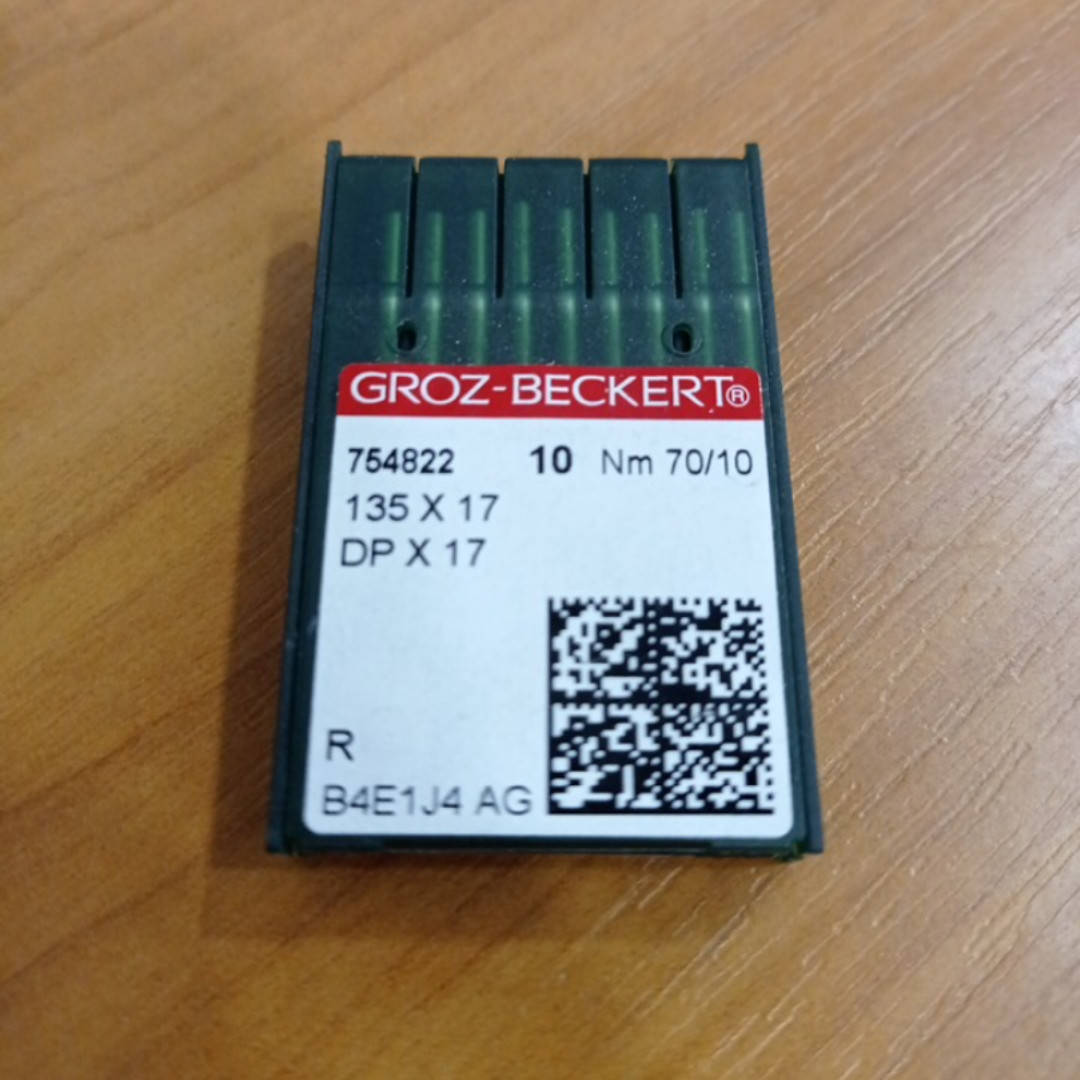 GROZ-BECKERT®
754822 10 Nm 70/10
135 X 17
DP X 17
R
B4E1J4 AG